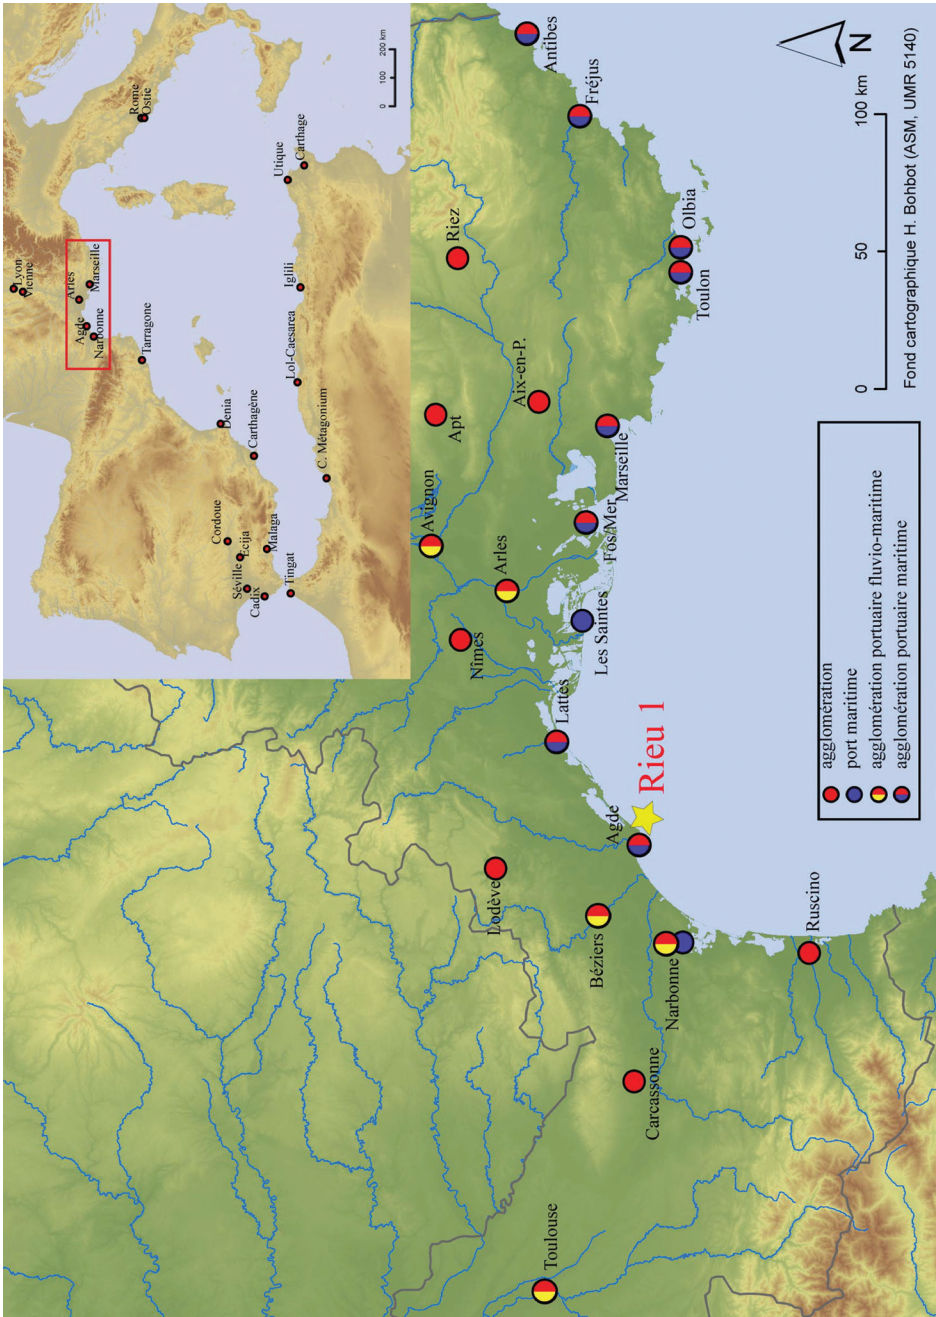 Lyon
Vienne
Arles
Marseille
Agde
Narbonne
Rome
Ostie
Tarragone
Denia
Carthagène
Cordoue
Ecija
Séville
Malaga
Cadix
Tingat
Utique
Carthage
Iglili
Lol-Caesarea
C. Métagonium
0 100 200 km
Avignon
Apt
Riez
Antibes
Nîmes
Arles
Aix-en-P.
Fréjus
Lodève
Lattes
Les Saintes
Fos/Mer
Marseille
Toulon
Olbia
Toulouse
Béziers
Agde
Rieu 1
Carcassonne
Narbonne
Ruscino
agglomération
port maritime
agglomération portuaire fluvio-maritime
agglomération portuaire maritime
N
0 50 100 km
Fond cartographique H. Bohbot (ASM, UMR 5140)